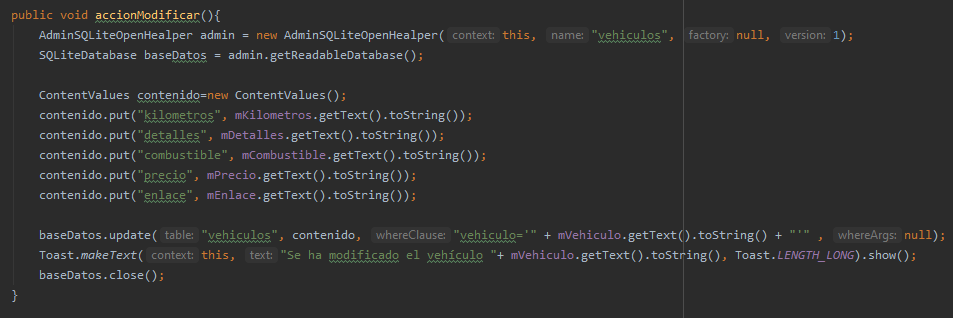 public void accionModificar(){
AdminSQLiteOpenHealper admin = new AdminSQLiteOpenHealper( context: this, name: "vehiculos", factory: null, version: 1);
SQLiteDatabase baseDatos = admin.getReadableDatabase();
ContentValues contenido=new ContentValues();
contenido.put("kilometros", mKilometros.getText().toString());
contenido.put("detalles", mDetalles.getText().toString());
contenido.put("combustible", mCombustible.getText().toString());
contenido.put("precio", mPrecio.getText().toString());
contenido.put("enlace", mEnlace.getText().toString());
baseDatos.update( table: "vehiculos", contenido, whereClause: "vehiculo='" + mVehiculo.getText().toString() + "'" , whereArgs: null);
Toast.makeText( context: this, text: "Se ha modificado el vehículo "+ mVehiculo.getText().toString(), Toast.LENGTH_LONG).show();
baseDatos.close();
}